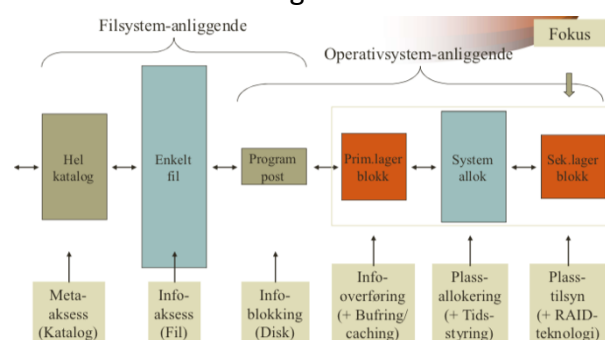 Filsystem-anliggende
Fokus
Operativsystem-anliggende
Hel
katalog
Enkelt
fil
Program
post
Prim.lager
blokk
System
allok
Sek.lager
blokk
Meta-
aksess
(Katalog)
Info-
aksess
(Fil)
Info-
blokking
(Disk)
Info-
overføring
(+ Bufring/
caching)
Plass-
allokering
(+ Tids-
styring)
Plass-
tilsyn
(+ RAID-
teknologi)